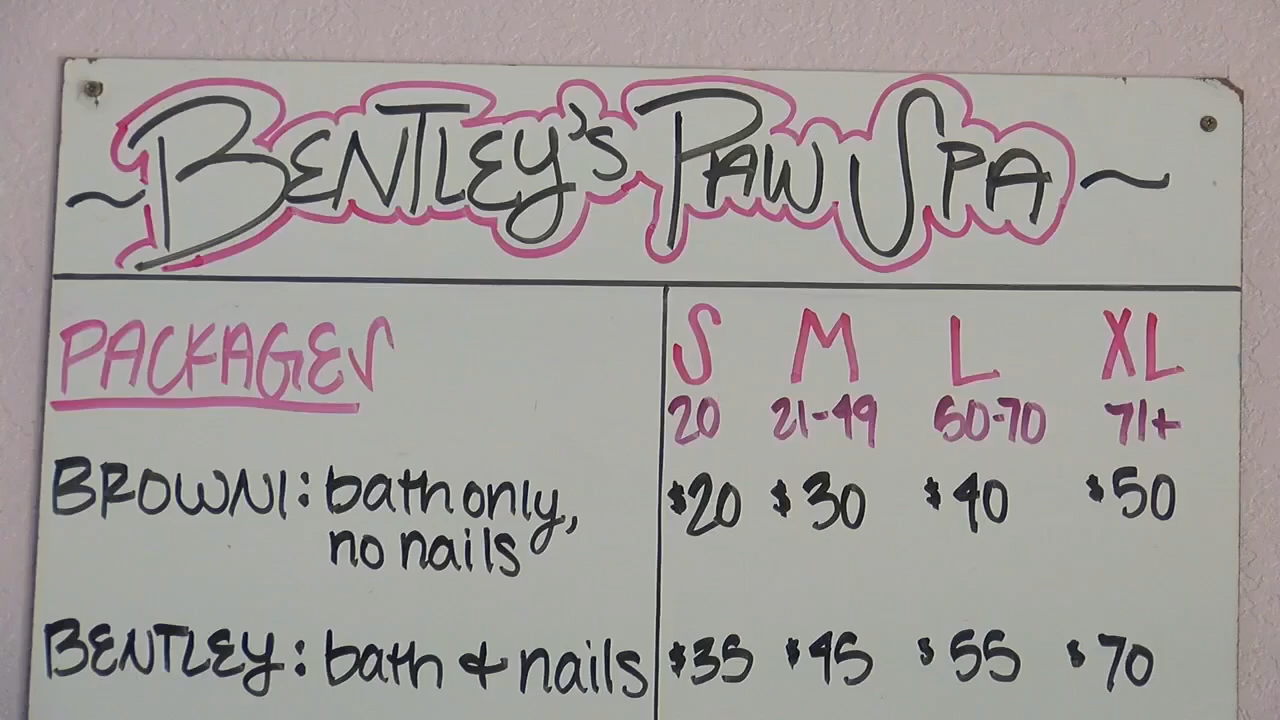 ~BENTLEY'S PAW SPA~
PACKAGES S M L XL
20 21-49 50-70 71+
BROWNI: bath only, $20 $30 $40 $50
no nails
BENTLEY: bath & nails $35 $45 $55 $70